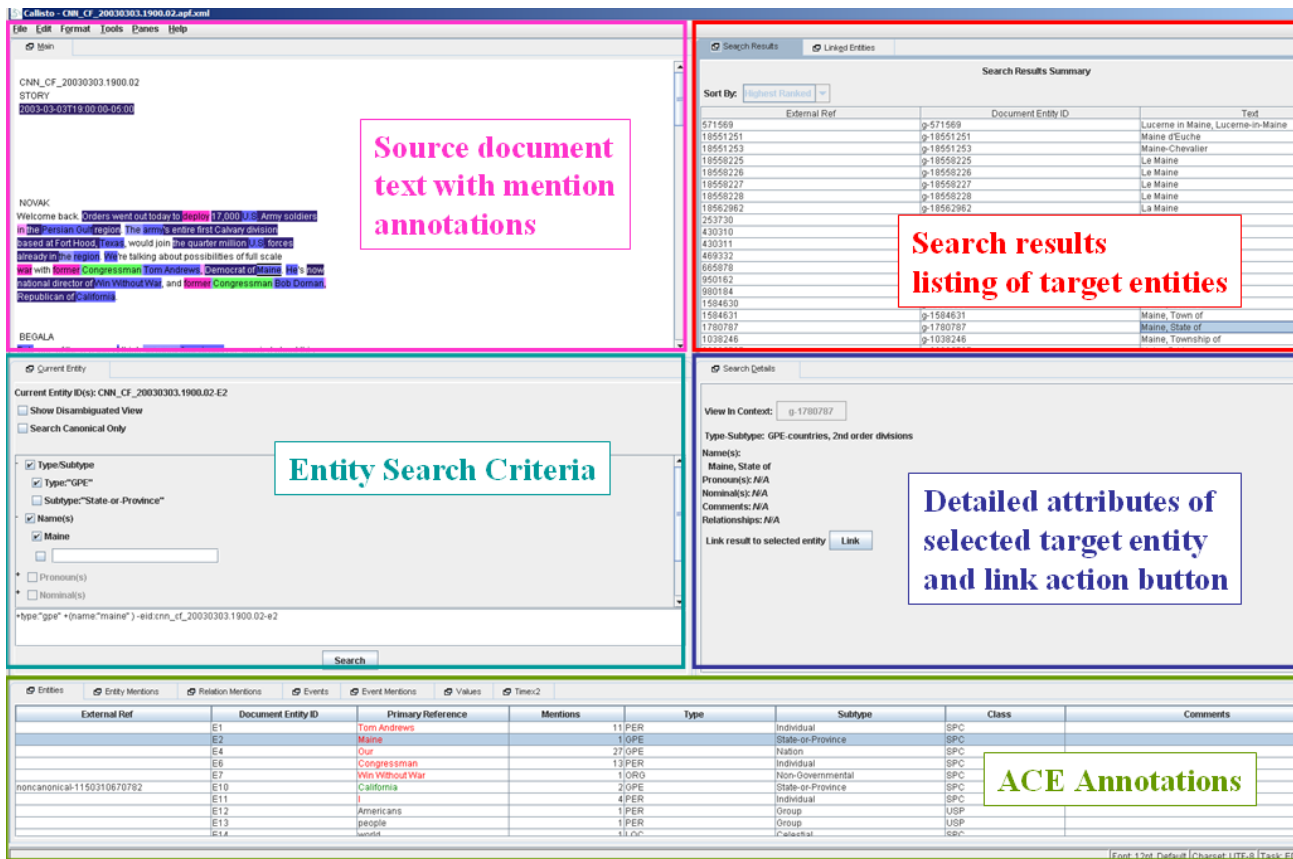 Callisto - CNN_CF_20030303.1900.02.apf.xml
File Edit Format Tools Panes Help
Main
CNN_CF_20030303.1900.02
STORY
2003-03-03T19:00:00-05:00
Source document
text with mention
annotations
NOVAK
Welcome back. Orders went out today to deploy 17,000 U.S. Army soldiers
in the Persian Gulf region. The army's entire first Calvary division
based at Fort Hood, Texas, would join the quarter million U.S. forces
already in the region. We're talking about possibilities of full scale
war with former Congressman Tom Andrews, Democrat of Maine. He's now
national director of Win Without War, and former Congressman Bob Dornan,
Republican of California.
BEGALA
Search Results Linked Entities
Search Results Summary
Sort By: Highest Ranked
External Ref Document Entity ID Text
571569 g-571569 Lucerne in Maine, Lucerne-in-Maine
18551251 g-18551251 Maine d'Euche
18551253 g-18551253 Maine-Chevalier
18558225 g-18558225 Le Maine
18558226 g-18558226 Le Maine
18558227 g-18558227 Le Maine
18558228 g-18558228 Le Maine
18562962 g-18562962 La Maine
253730
430310
430311
469332
665878
950162
980184
1584630
1584631 g-1584631 Maine, Town of
1780787 g-1780787 Maine, State of
1038246 g-1038246 Maine, Township of
Search results
listing of target entities
Current Entity
Current Entity ID(s): CNN_CF_20030303.1900.02-E2
Show Disambiguated View
Search Canonical Only
Type/Subtype
Type:"GPE"
Subtype:"State-or-Province"
Name(s)
Maine
Pronoun(s)
Nominal(s)
+type:"gpe" +(name:"maine" ) -eid:cnn_cf_20030303.1900.02-e2
Search
Entity Search Criteria
Search Details
View In Context: g-1780787
Type-Subtype: GPE-countries, 2nd order divisions
Name(s):
Maine, State of
Pronoun(s): N/A
Nominal(s): N/A
Comments: N/A
Relationships: N/A
Link result to selected entity Link
Detailed attributes of
selected target entity
and link action button
Entities Entity Mentions Relation Mentions Events Event Mentions Values Timex2
External Ref Document Entity ID Primary Reference Mentions Type Subtype Class Comments
E1 Tom Andrews 11 PER Individual SPC
E2 Maine 1 GPE State-or-Province SPC
E4 Our 27 GPE Nation SPC
E6 Congressman 13 PER Individual SPC
E7 Win Without War 1 ORG Non-Governmental SPC
noncanonical-1150310670782 E10 California 2 GPE State-or-Province SPC
E11 I 4 PER Individual SPC
E12 Americans 1 PER Group USP
E13 people 1 PER Group USP
E14 world 1 LOC Celestial SPC
ACE Annotations
Font: 12pt. Default Charset: UTF-8